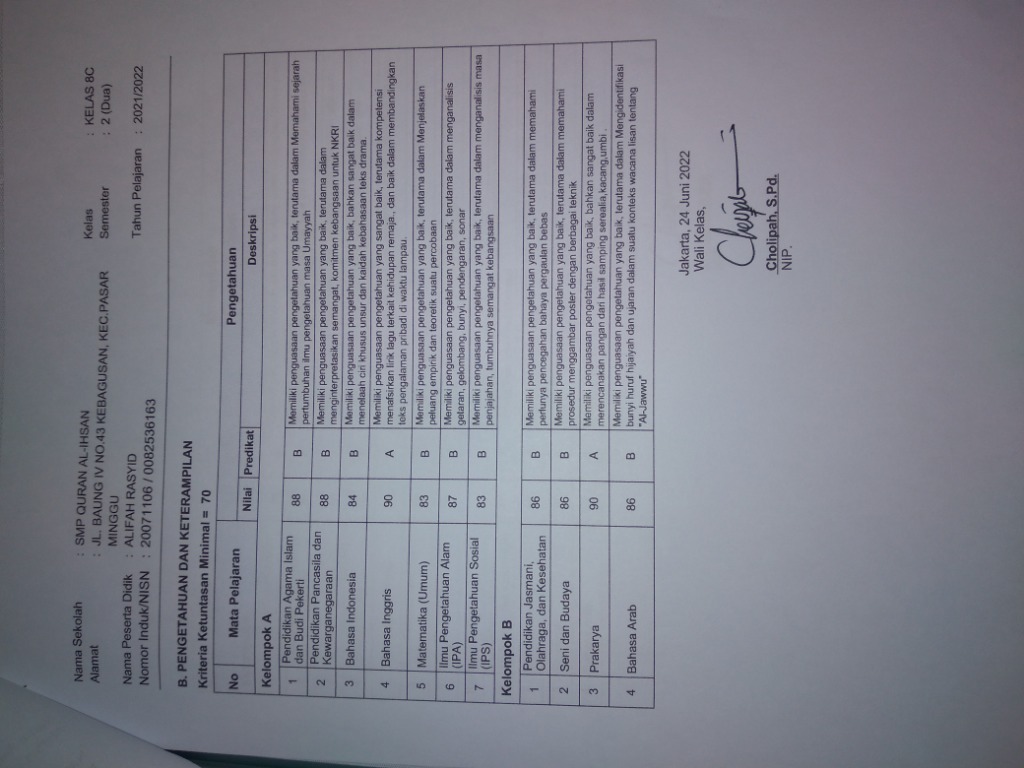 Nama Sekolah : SMP QURAN AL-IHSAN Kelas : KELAS 8C
Alamat : JL. BAUNG IV NO.43 KEBAGUSAN, KEC.PASAR Semester : 2 (Dua)
MINGGU
Nama Peserta Didik : ALIFAH RASYID Tahun Pelajaran : 2021/2022
Nomor Induk/NISN : 20071106 / 0082536163
B. PENGETAHUAN DAN KETERAMPILAN
Kriteria Ketuntasan Minimal = 70
No Mata Pelajaran Pengetahuan
Nilai Predikat Deskripsi
Kelompok A
1 Pendidikan Agama Islam 88 B Memiliki penguasaan pengetahuan yang baik, terutama dalam Memahami sejarah
dan Budi Pekerti pertumbuhan ilmu pengetahuan masa Umayyah
2 Pendidikan Pancasila dan 88 B Memiliki penguasaan pengetahuan yang baik, terutama dalam
Kewarganegaraan menginterpretasikan semangat, komitmen kebangsaan untuk NKRI
3 Bahasa Indonesia 84 B Memiliki penguasaan pengetahuan yang baik, bahkan sangat baik dalam
menelaah ciri khusus unsur dan kaidah kebahasaan teks drama.
4 Bahasa Inggris 90 A Memiliki penguasaan pengetahuan yang sangat baik, terutama kompetensi
menafsirkan lirik lagu terkait kehidupan remaja., dan baik dalam membandingkan
teks pengalaman pribadi di waktu lampau.
5 Matematika (Umum) 83 B Memiliki penguasaan pengetahuan yang baik, terutama dalam Menjelaskan
peluang empirik dan teoretik suatu percobaan
6 Ilmu Pengetahuan Alam 87 B Memiliki penguasaan pengetahuan yang baik, terutama dalam menganalisis
(IPA) getaran, gelombang, bunyi, pendengaran, sonar
7 Ilmu Pengetahuan Sosial 83 B Memiliki penguasaan pengetahuan yang baik, terutama dalam menganalisis masa
(IPS) penjajahan, tumbuhnya semangat kebangsaan
Kelompok B
1 Pendidikan Jasmani, 86 B Memiliki penguasaan pengetahuan yang baik, terutama dalam memahami
Olahraga, dan Kesehatan perlunya pencegahan bahaya pergaulan bebas
2 Seni dan Budaya 86 B Memiliki penguasaan pengetahuan yang baik, terutama dalam memahami
prosedur menggambar poster dengan berbagai teknik
3 Prakarya 90 A Memiliki penguasaan pengetahuan yang baik, bahkan sangat baik dalam
merencanakan pangan dari hasil samping serealia,kacang,umbi .
4 Bahasa Arab 86 B Memiliki penguasaan pengetahuan yang baik, terutama dalam Mengidentifikasi
bunyi huruf hijaiyah dan ujaran dalam suatu konteks wacana lisan tentang
"Al-Jawwu"
Jakarta, 24 Juni 2022
Wali Kelas,
Cholipah, S.Pd.
NIP.